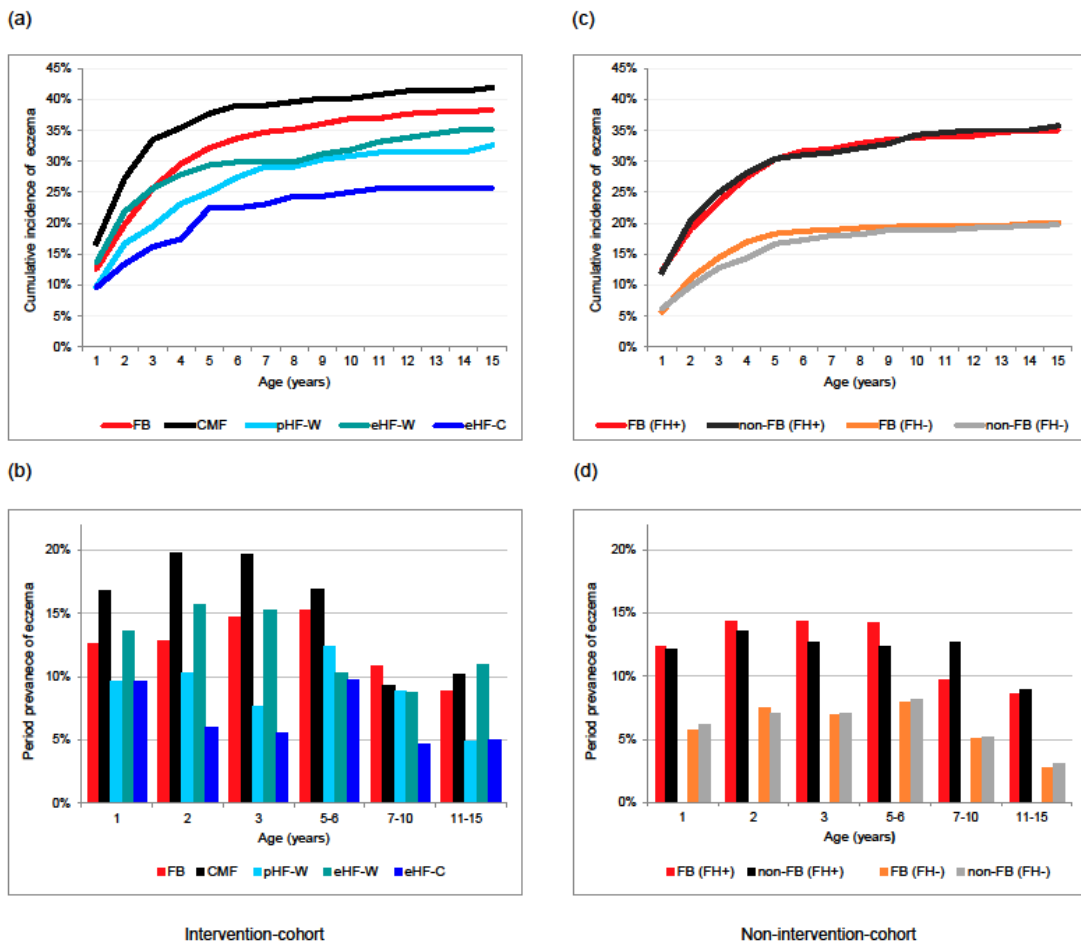 (a)
Cumulative incidence of eczema
45%
40%
35%
30%
25%
20%
15%
10%
5%
0%
1 2 3 4 5 6 7 8 9 10 11 12 13 14 15
Age (years)
FB CMF pHF-W eHF-W eHF-C
(c)
Cumulative incidence of eczema
45%
40%
35%
30%
25%
20%
15%
10%
5%
0%
1 2 3 4 5 6 7 8 9 10 11 12 13 14 15
Age (years)
FB (FH+) non-FB (FH+) FB (FH-) non-FB (FH-)
(b)
Period prevanece of eczema
20%
15%
10%
5%
0%
1 2 3 5-6 7-10 11-15
Age (years)
FB CMF pHF-W eHF-W eHF-C
Intervention-cohort
(d)
Period prevanece of eczema
20%
15%
10%
5%
0%
1 2 3 5-6 7-10 11-15
Age (years)
FB (FH+) non-FB (FH+) FB (FH-) non-FB (FH-)
Non-intervention-cohort